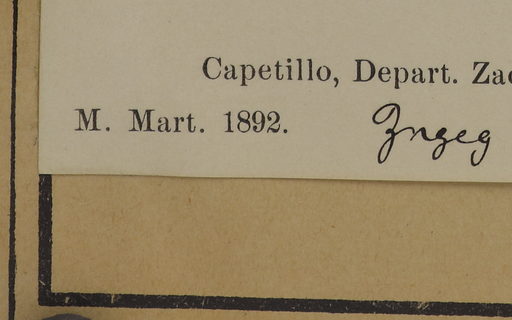 Capetillo, Depart. Zac
M. Mart. 1892.